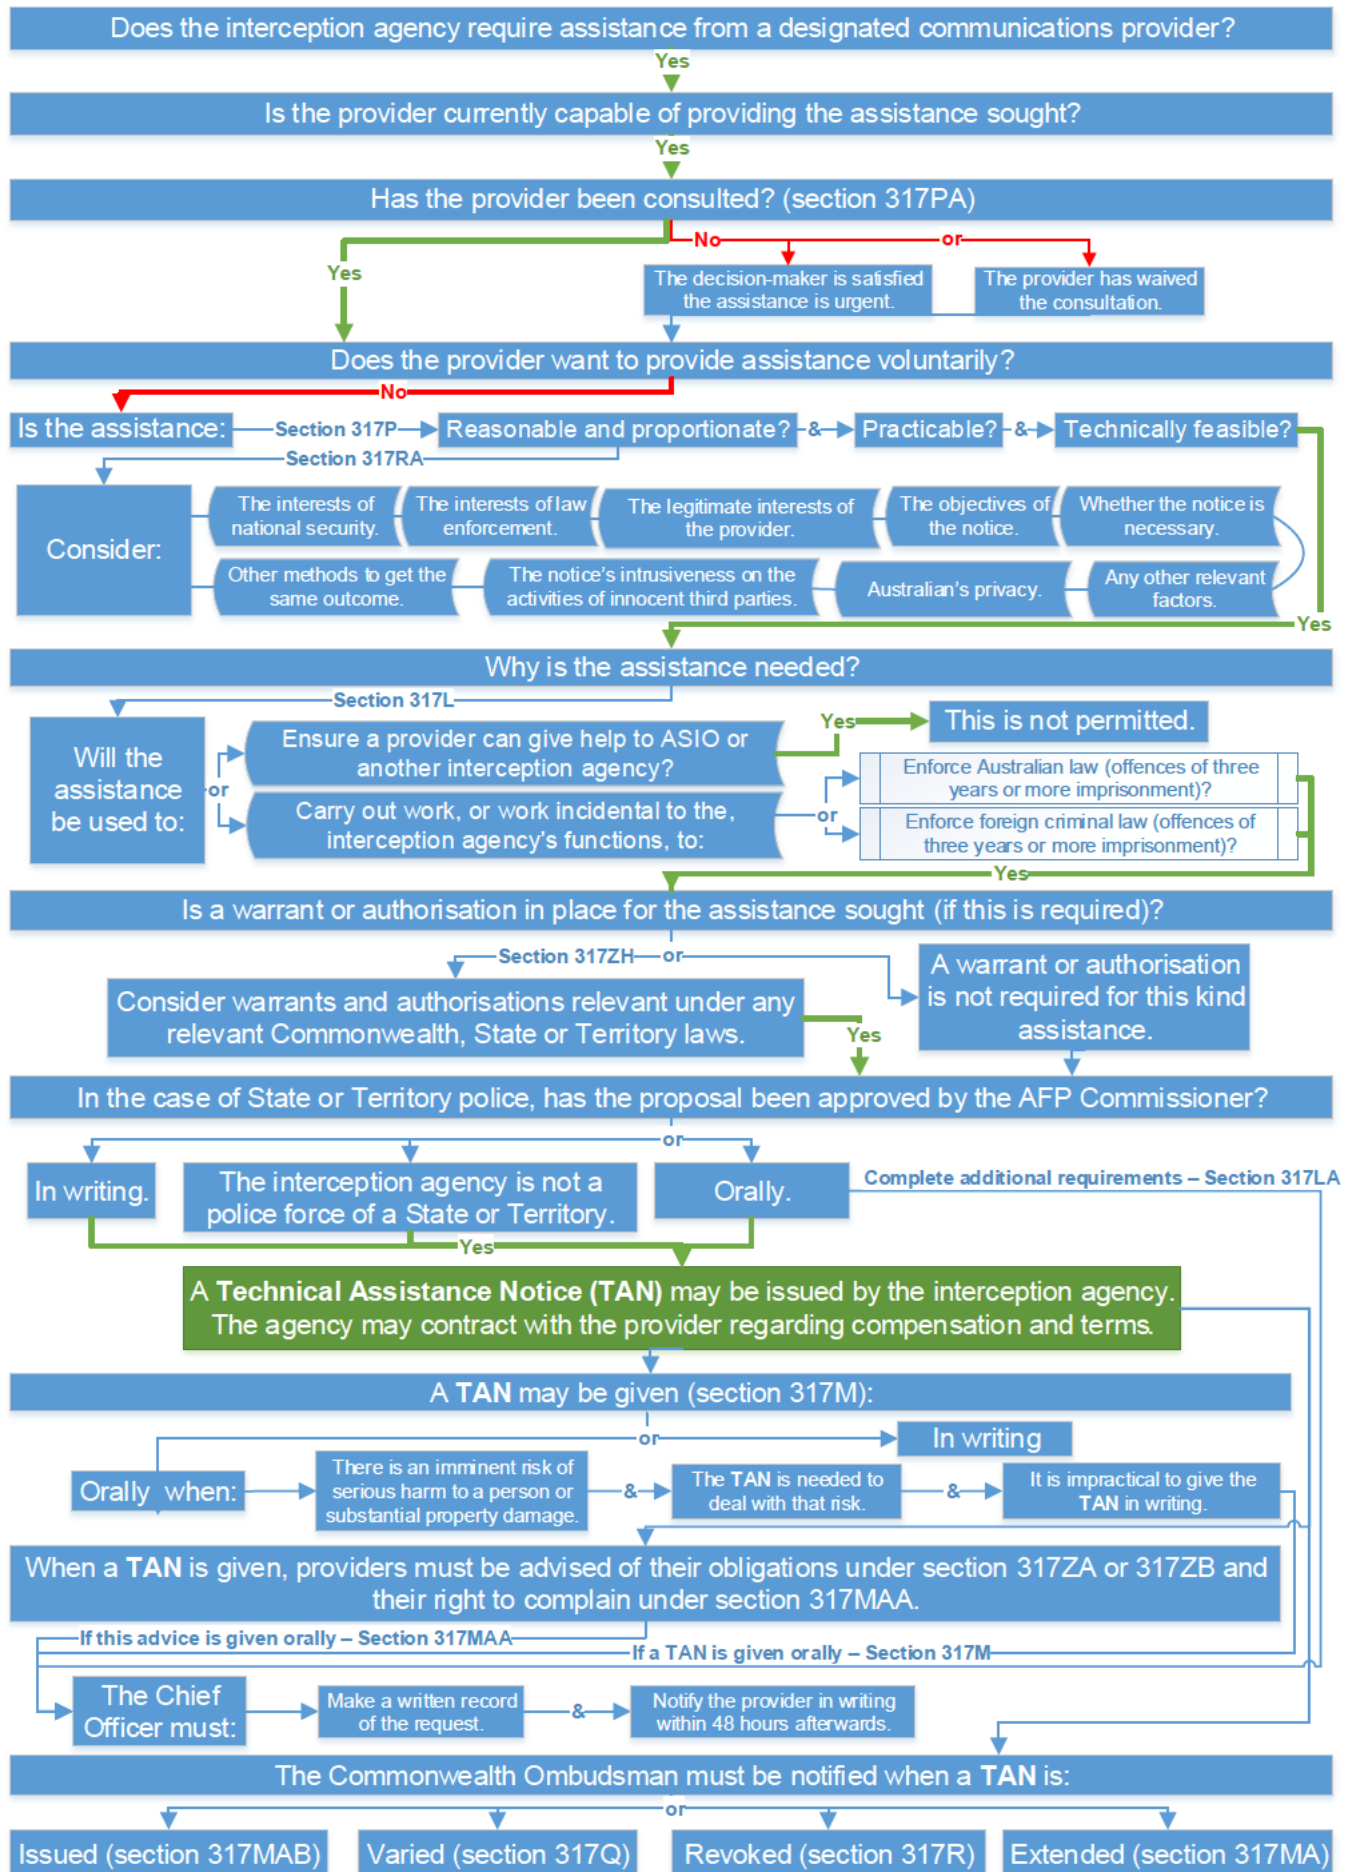 Does the interception agency require assistance from a designated communications provider?
Yes
Is the provider currently capable of providing the assistance sought?
Yes
Has the provider been consulted? (section 317PA)
No
or
Yes
The decision-maker is satisfied
the assistance is urgent.
The provider has waived
the consultation.
Does the provider want to provide assistance voluntarily?
No
Is the assistance:
Section 317P
Reasonable and proportionate?
&
Practicable?
&
Technically feasible?
Section 317RA
Consider:
The interests of
national security.
The interests of law
enforcement.
The legitimate interests of
the provider.
The objectives of
the notice.
Whether the notice is
necessary.
Other methods to get the
same outcome.
The notice's intrusiveness on the
activities of innocent third parties.
Australian's privacy.
Any other relevant
factors.
Yes
Why is the assistance needed?
Section 317L
Will the
assistance
be used to:
or
Ensure a provider can give help to ASIO or
another interception agency?
Yes
This is not permitted.
Carry out work, or work incidental to the,
interception agency's functions, to:
or
Enforce Australian law (offences of three
years or more imprisonment)?
Enforce foreign criminal law (offences of
three years or more imprisonment)?
Yes
Is a warrant or authorisation in place for the assistance sought (if this is required)?
Section 317ZH
or
Consider warrants and authorisations relevant under any
relevant Commonwealth, State or Territory laws.
Yes
A warrant or authorisation
is not required for this kind
assistance.
In the case of State or Territory police, has the proposal been approved by the AFP Commissioner?
or
In writing.
The interception agency is not a
police force of a State or Territory.
Orally.
Complete additional requirements – Section 317LA
Yes
A Technical Assistance Notice (TAN) may be issued by the interception agency.
The agency may contract with the provider regarding compensation and terms.
A TAN may be given (section 317M):
or
In writing
Orally when:
There is an imminent risk of
serious harm to a person or
substantial property damage.
&
The TAN is needed to
deal with that risk.
&
It is impractical to give the
TAN in writing.
When a TAN is given, providers must be advised of their obligations under section 317ZA or 317ZB and
their right to complain under section 317MAA.
If this advice is given orally – Section 317MAA
If a TAN is given orally – Section 317M
The Chief
Officer must:
Make a written record
of the request.
&
Notify the provider in writing
within 48 hours afterwards.
The Commonwealth Ombudsman must be notified when a TAN is:
or
Issued (section 317MAB)
Varied (section 317Q)
Revoked (section 317R)
Extended (section 317MA)